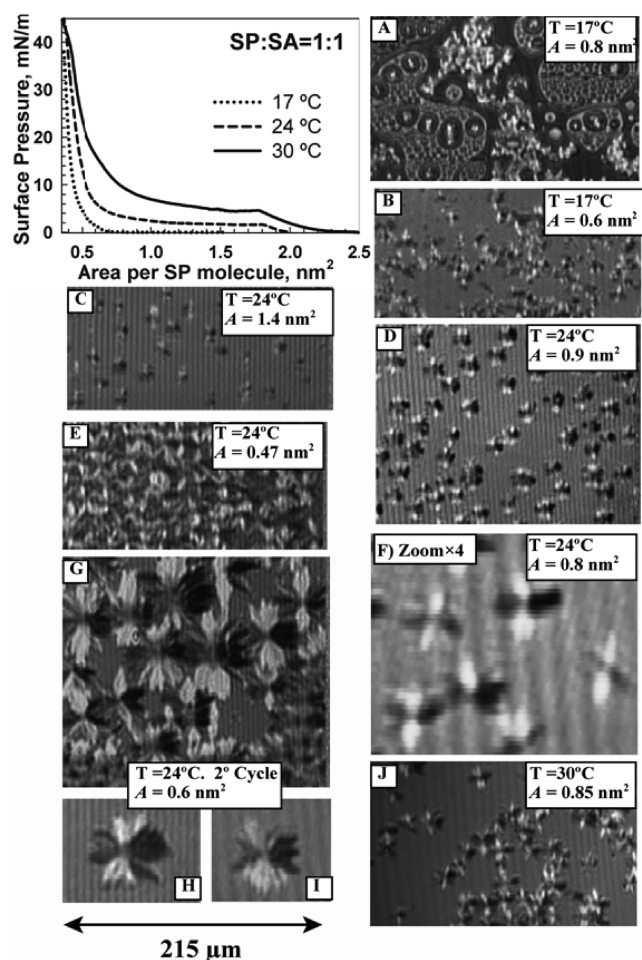 SP:SA=1:1
17 ºC
24 ºC
30 ºC
Surface Pressure, mN/m
40
20
0
0.5 1.0 1.5 2.0 2.5
Area per SP molecule, nm²
A
T =17ºC
A = 0.8 nm²
B
T =17ºC
A = 0.6 nm²
C
T =24ºC
A = 1.4 nm²
D
T =24ºC
A = 0.9 nm²
E
T =24ºC
A = 0.47 nm²
F) Zoom×4
T =24ºC
A = 0.8 nm²
G
T =24ºC. 2º Cycle
A = 0.6 nm²
H
I
J
T =30ºC
A = 0.85 nm²
215 µm